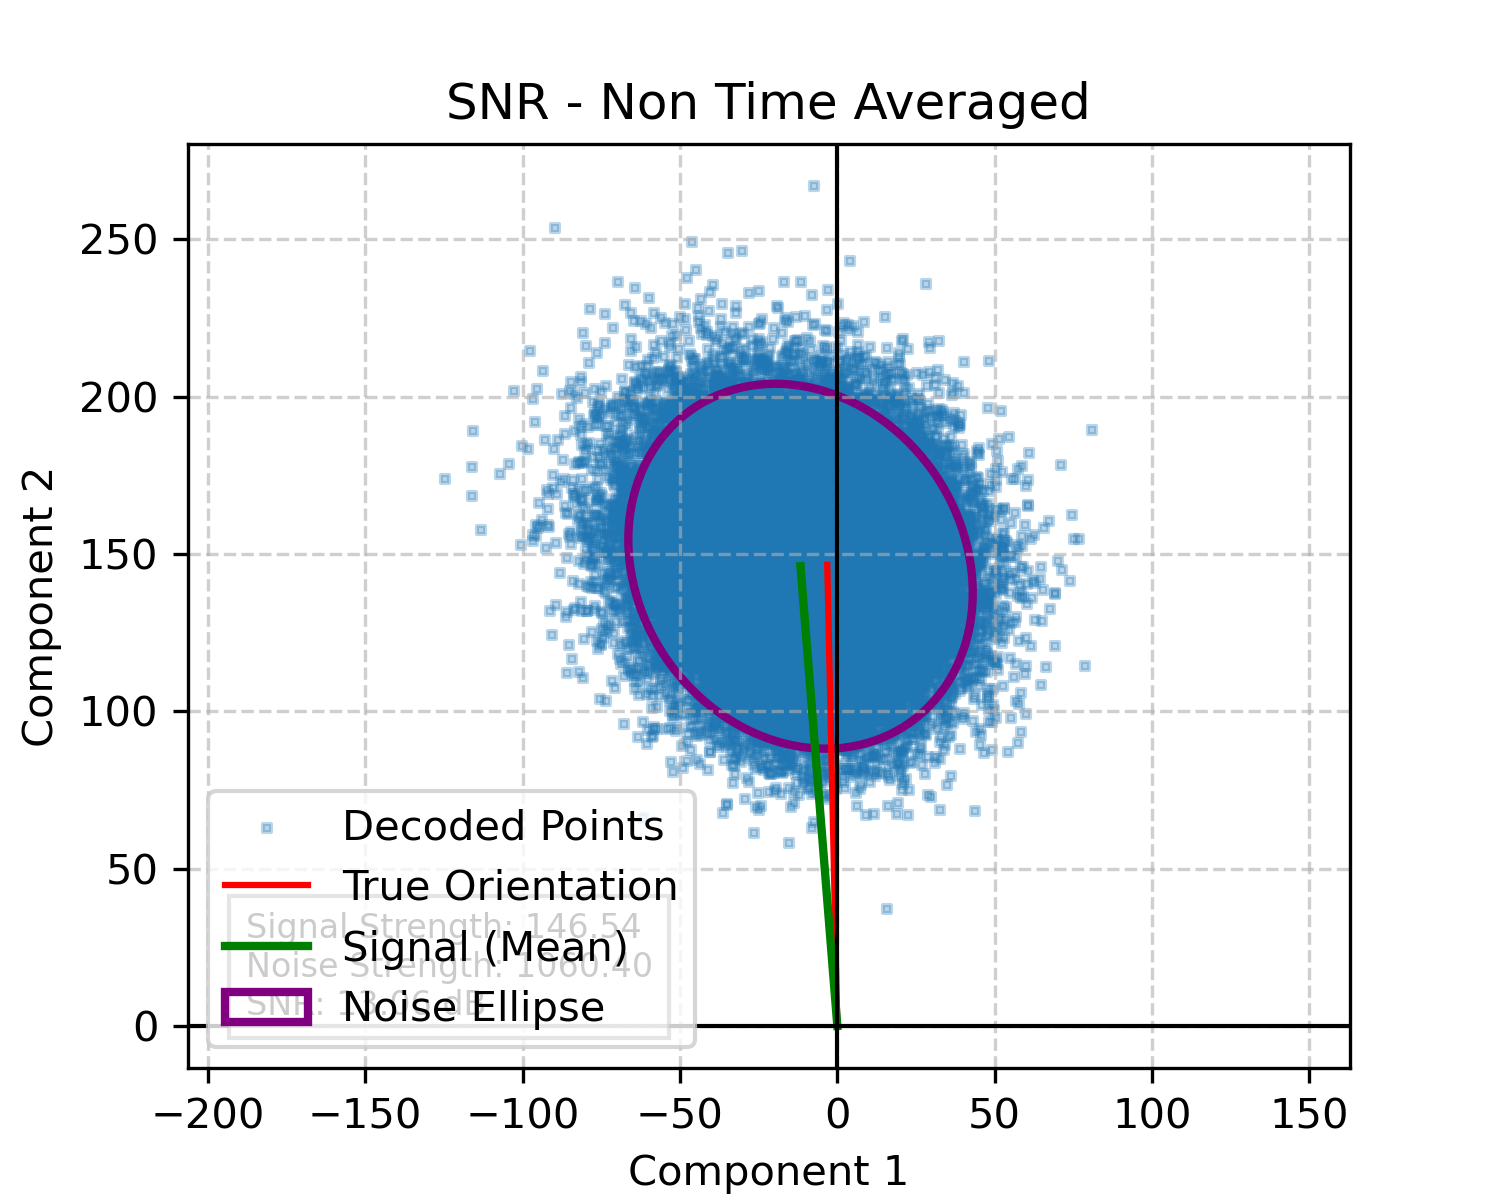 SNR - Non Time Averaged
Component 2
250
200
150
100
50
0
Decoded Points
True Orientation
Signal (Mean)
Noise Ellipse
Signal Strength: 146.54
Noise Strength: 1060.40
SNR: dB
−200 −150 −100 −50 0 50 100 150
Component 1